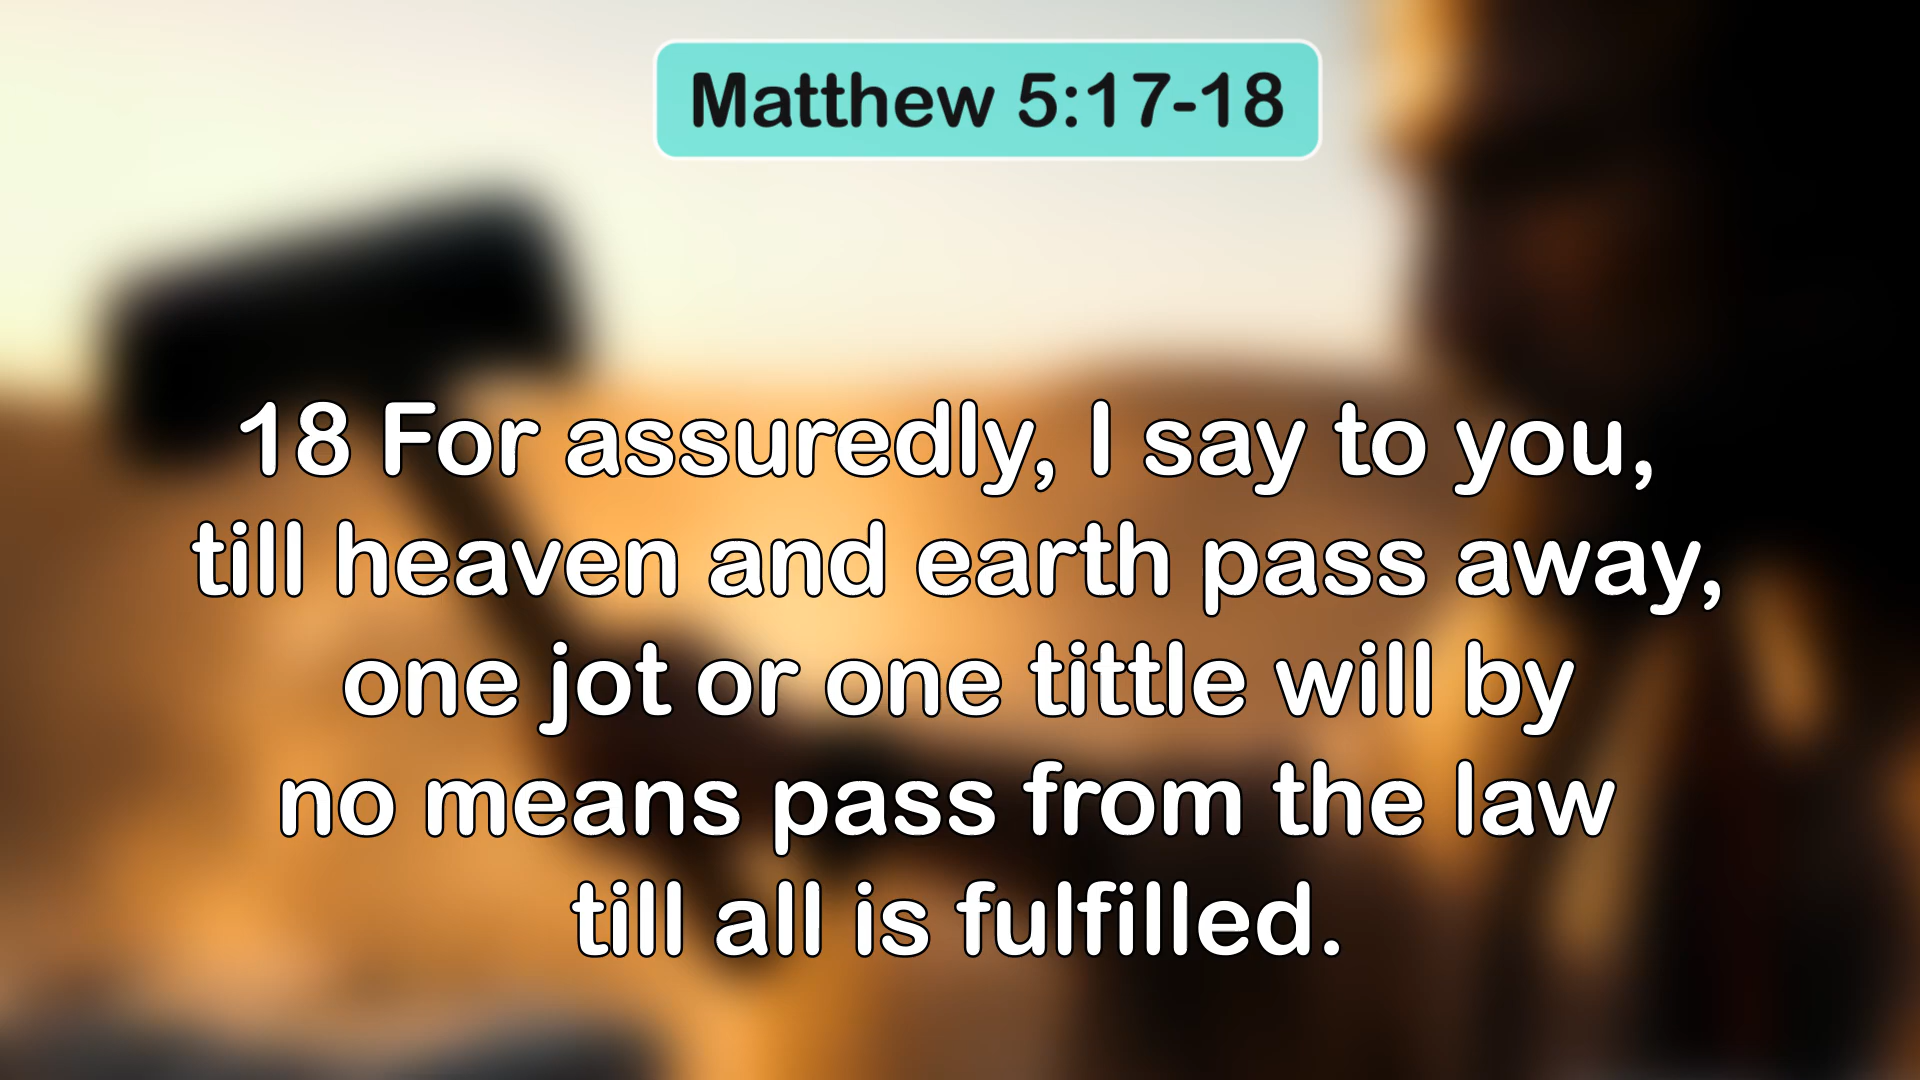 Matthew 5:17-18
18 For assuredly, I say to you,
till heaven and earth pass away,
one jot or one tittle will by
no means pass from the law
till all is fulfilled.